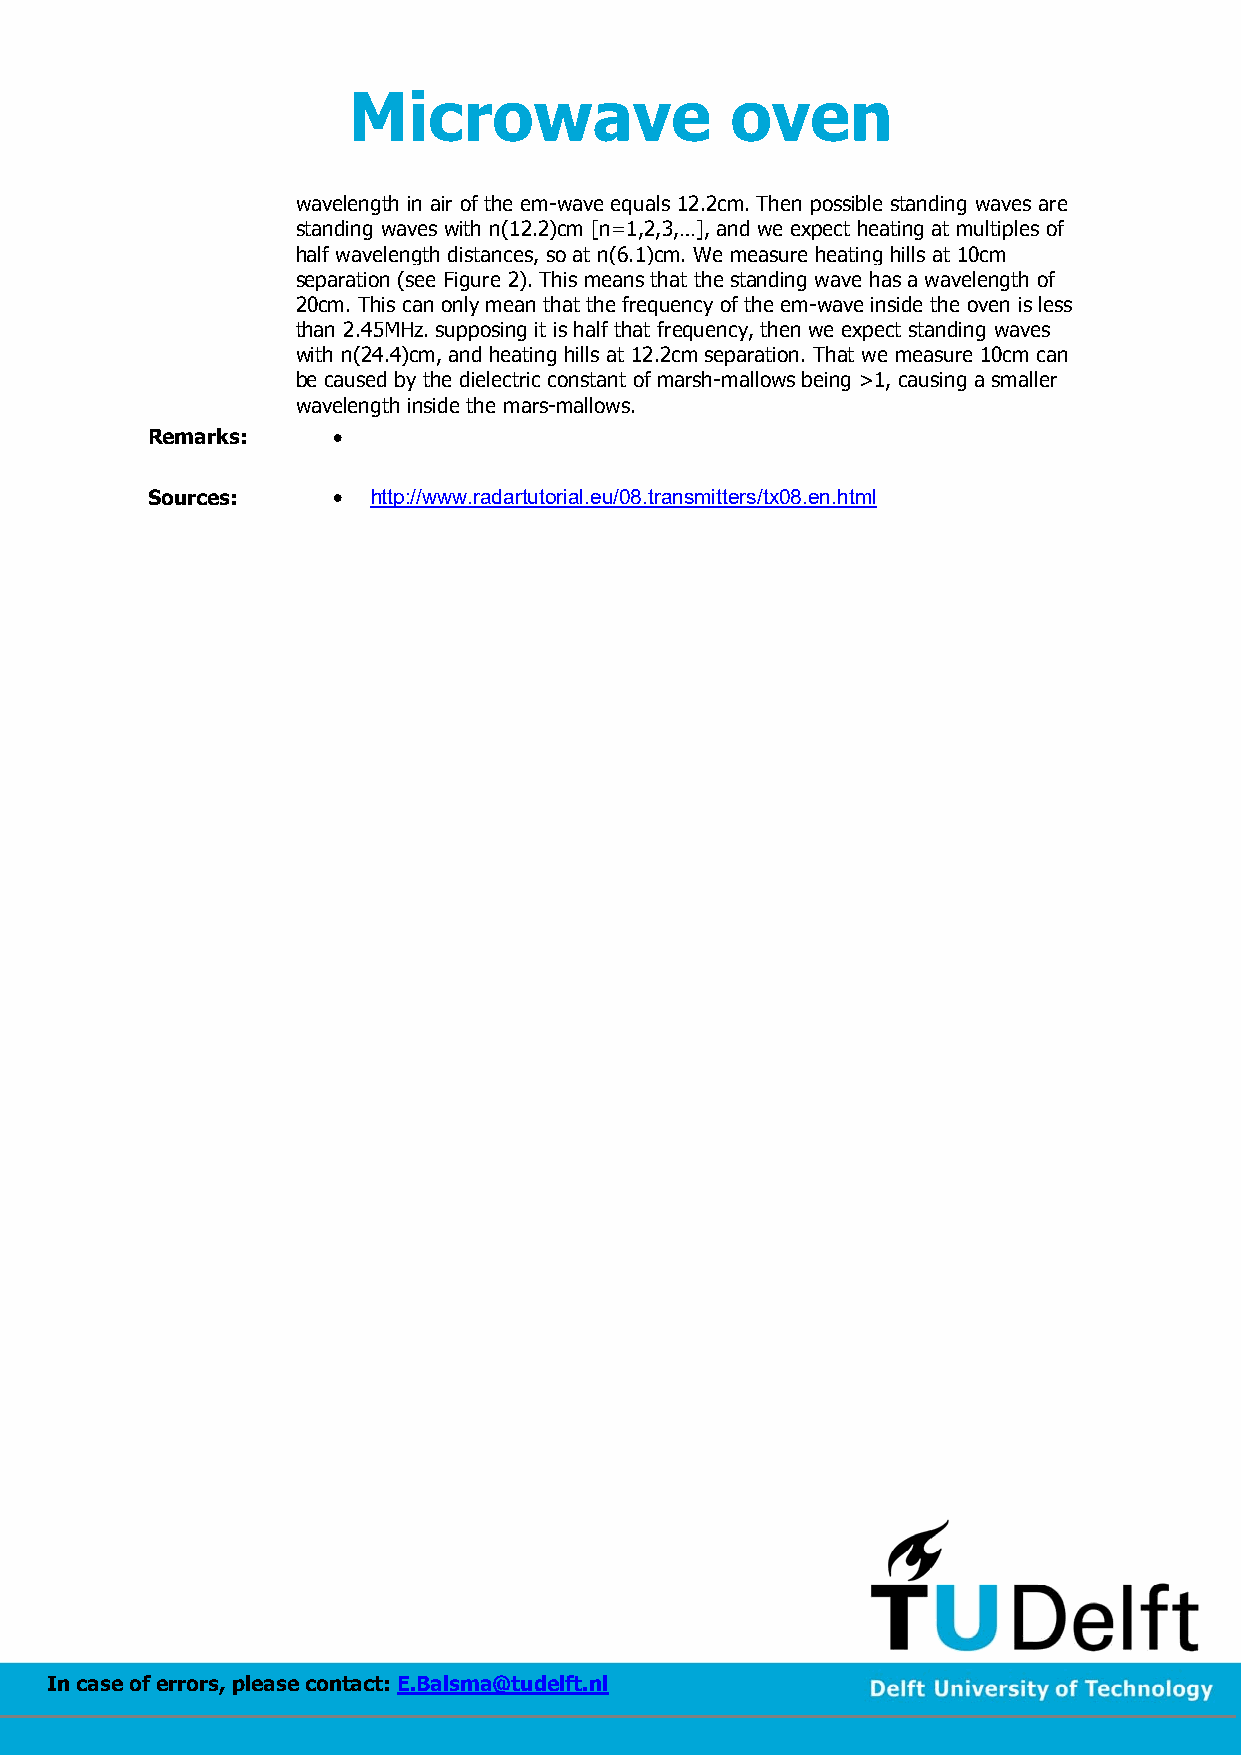 Microwave oven
wavelength in air of the em-wave equals 12.2cm. Then possible standing waves are
standing waves with n(12.2)cm [n=1,2,3,…], and we expect heating at multiples of
half wavelength distances, so at n(6.1)cm. We measure heating hills at 10cm
separation (see Figure 2). This means that the standing wave has a wavelength of
20cm. This can only mean that the frequency of the em-wave inside the oven is less
than 2.45MHz. supposing it is half that frequency, then we expect standing waves
with n(24.4)cm, and heating hills at 12.2cm separation. That we measure 10cm can
be caused by the dielectric constant of marsh-mallows being >1, causing a smaller
wavelength inside the mars-mallows.
Remarks: •
Sources: • http://www.radartutorial.eu/08.transmitters/tx08.en.html
TUDelft
In case of errors, please contact: E.Balsma@tudelft.nl
Delft University of Technology